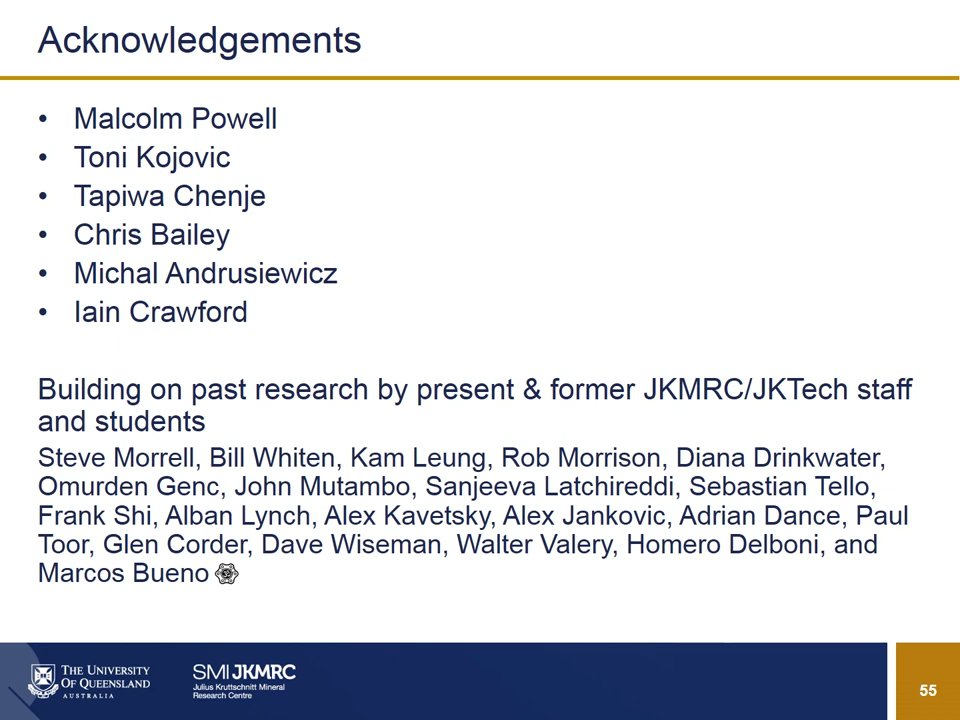 Acknowledgements
• Malcolm Powell
• Toni Kojovic
• Tapiwa Chenje
• Chris Bailey
• Michal Andrusiewicz
• Iain Crawford
Building on past research by present & former JKMRC/JKTech staff
and students
Steve Morrell, Bill Whiten, Kam Leung, Rob Morrison, Diana Drinkwater,
Omurden Genc, John Mutambo, Sanjeeva Latchireddi, Sebastian Tello,
Frank Shi, Alban Lynch, Alex Kavetsky, Alex Jankovic, Adrian Dance, Paul
Toor, Glen Corder, Dave Wiseman, Walter Valery, Homero Delboni, and
Marcos Bueno
THE UNIVERSITY
OF QUEENSLAND
AUSTRALIA
SMI JKMRC
Julius Kruttschnitt Mineral
Research Centre
55